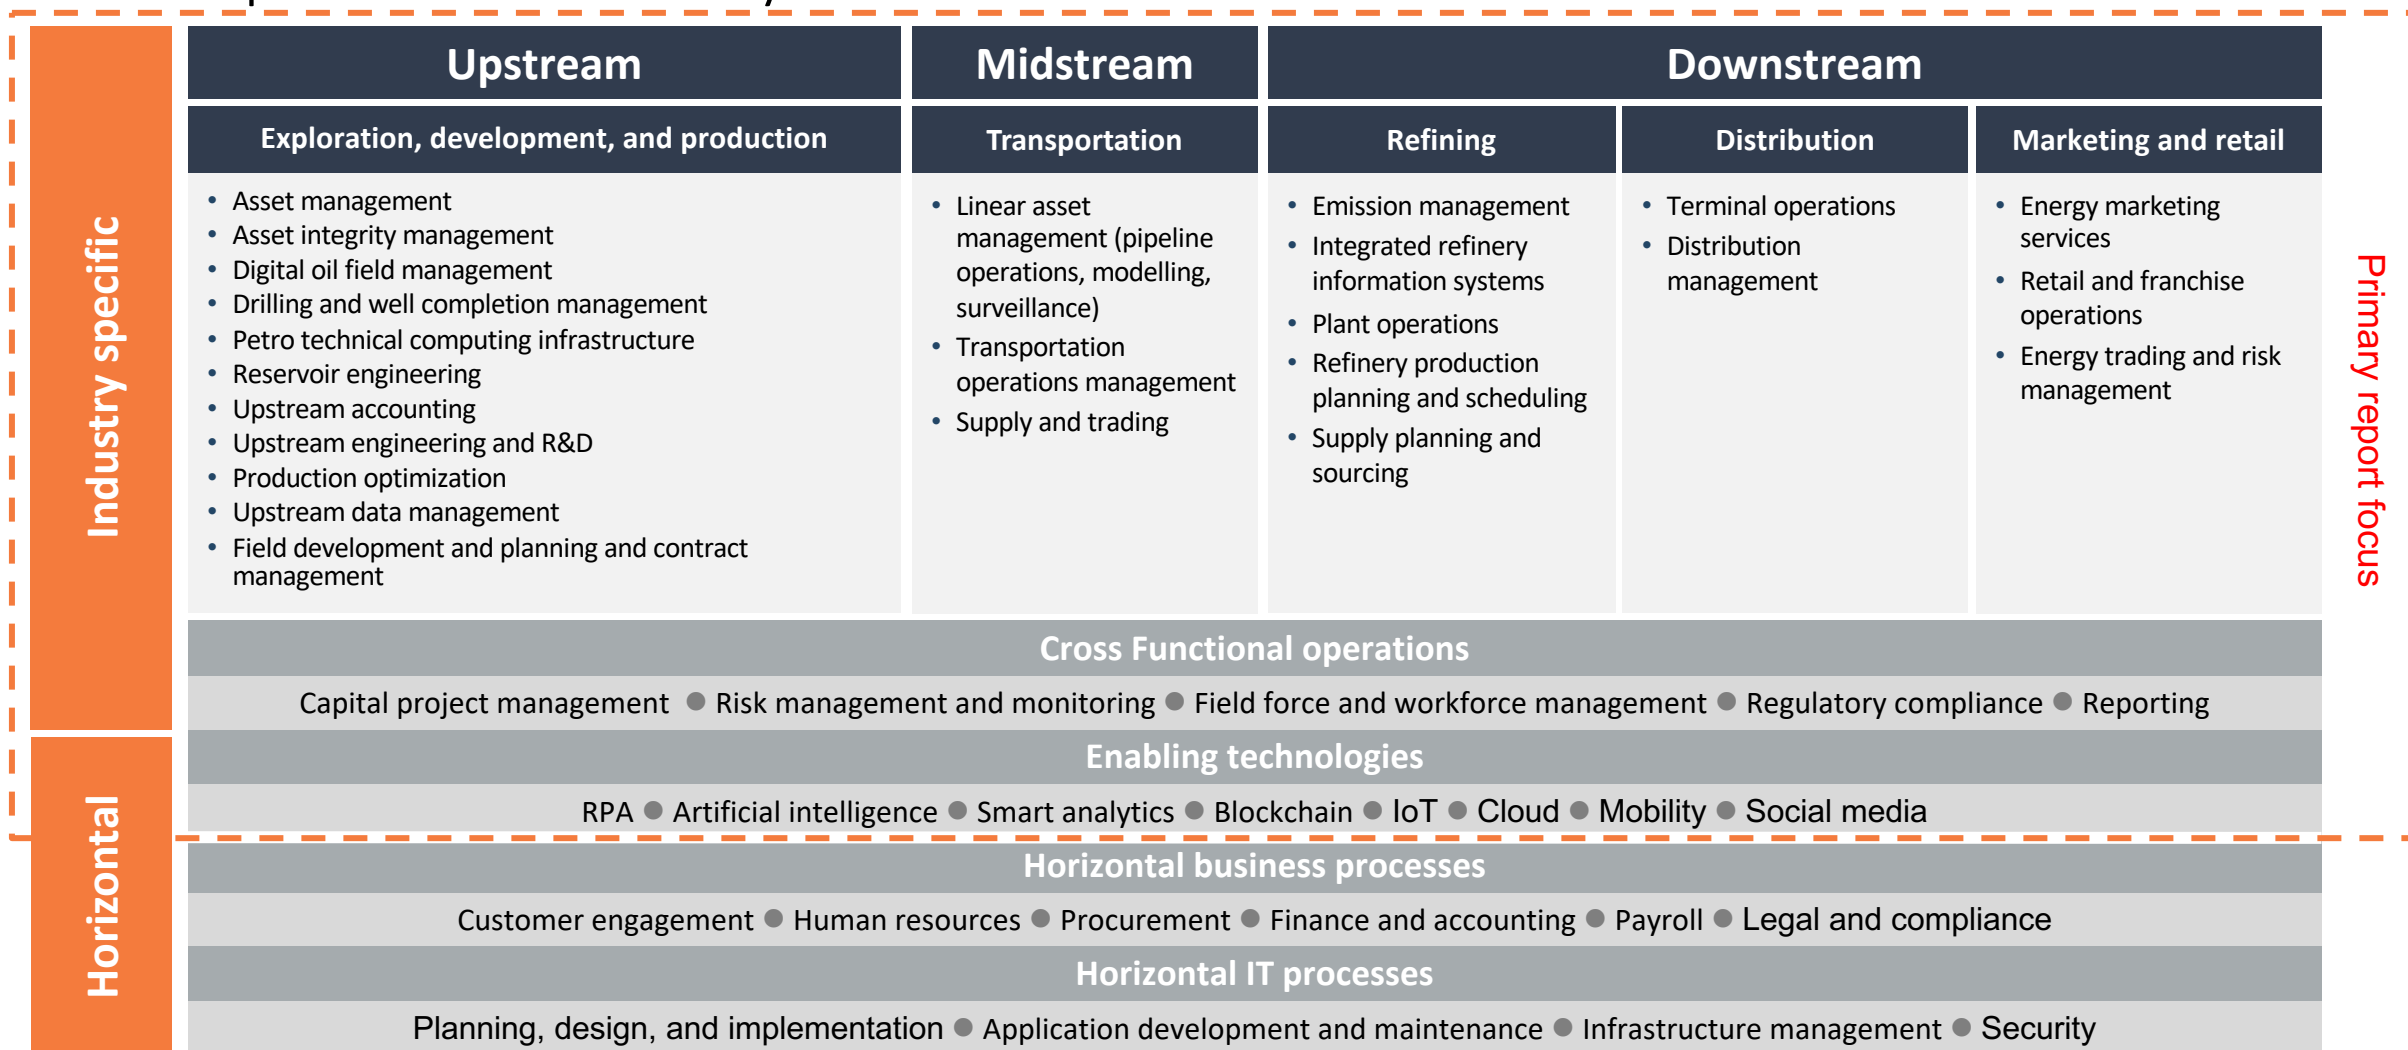 Upstream
Midstream
Downstream
Exploration, development, and production
Transportation
Refining
Distribution
Marketing and retail
Industry specific
• Asset management
• Asset integrity management
• Digital oil field management
• Drilling and well completion management
• Petro technical computing infrastructure
• Reservoir engineering
• Upstream accounting
• Upstream engineering and R&D
• Production optimization
• Upstream data management
• Field development and planning and contract
management
• Linear asset
management (pipeline
operations, modelling,
surveillance)
• Transportation
operations management
• Supply and trading
• Emission management
• Integrated refinery
information systems
• Plant operations
• Refinery production
planning and scheduling
• Supply planning and
sourcing
• Terminal operations
• Distribution
management
• Energy marketing
services
• Retail and franchise
operations
• Energy trading and risk
management
Primary report focus
Cross Functional operations
Capital project management ● Risk management and monitoring ● Field force and workforce management ● Regulatory compliance ● Reporting
Horizontal
Enabling technologies
RPA ● Artificial intelligence ● Smart analytics ● Blockchain ● IoT ● Cloud ● Mobility ● Social media
Horizontal business processes
Customer engagement ● Human resources ● Procurement ● Finance and accounting ● Payroll ● Legal and compliance
Horizontal IT processes
Planning, design, and implementation ● Application development and maintenance ● Infrastructure management ● Security